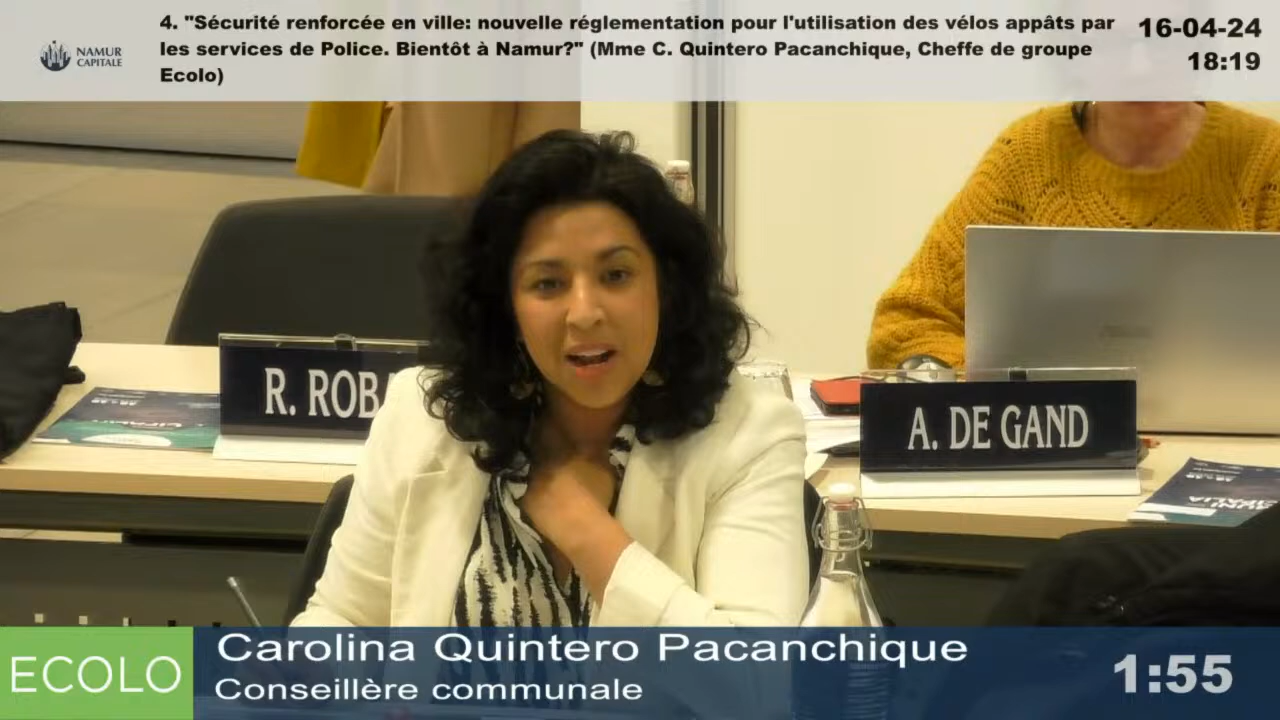 4. "Sécurité renforcée en ville: nouvelle réglementation pour l'utilisation des vélos appâts par
les services de Police. Bientôt à Namur?" (Mme C. Quintero Pacanchique, Cheffe de groupe
Ecolo)
16-04-24
18:19
NAMUR
CAPITALE
R. ROBA
A. DE GAND
ECOLO
Carolina Quintero Pacanchique
Conseillère communale
1:55